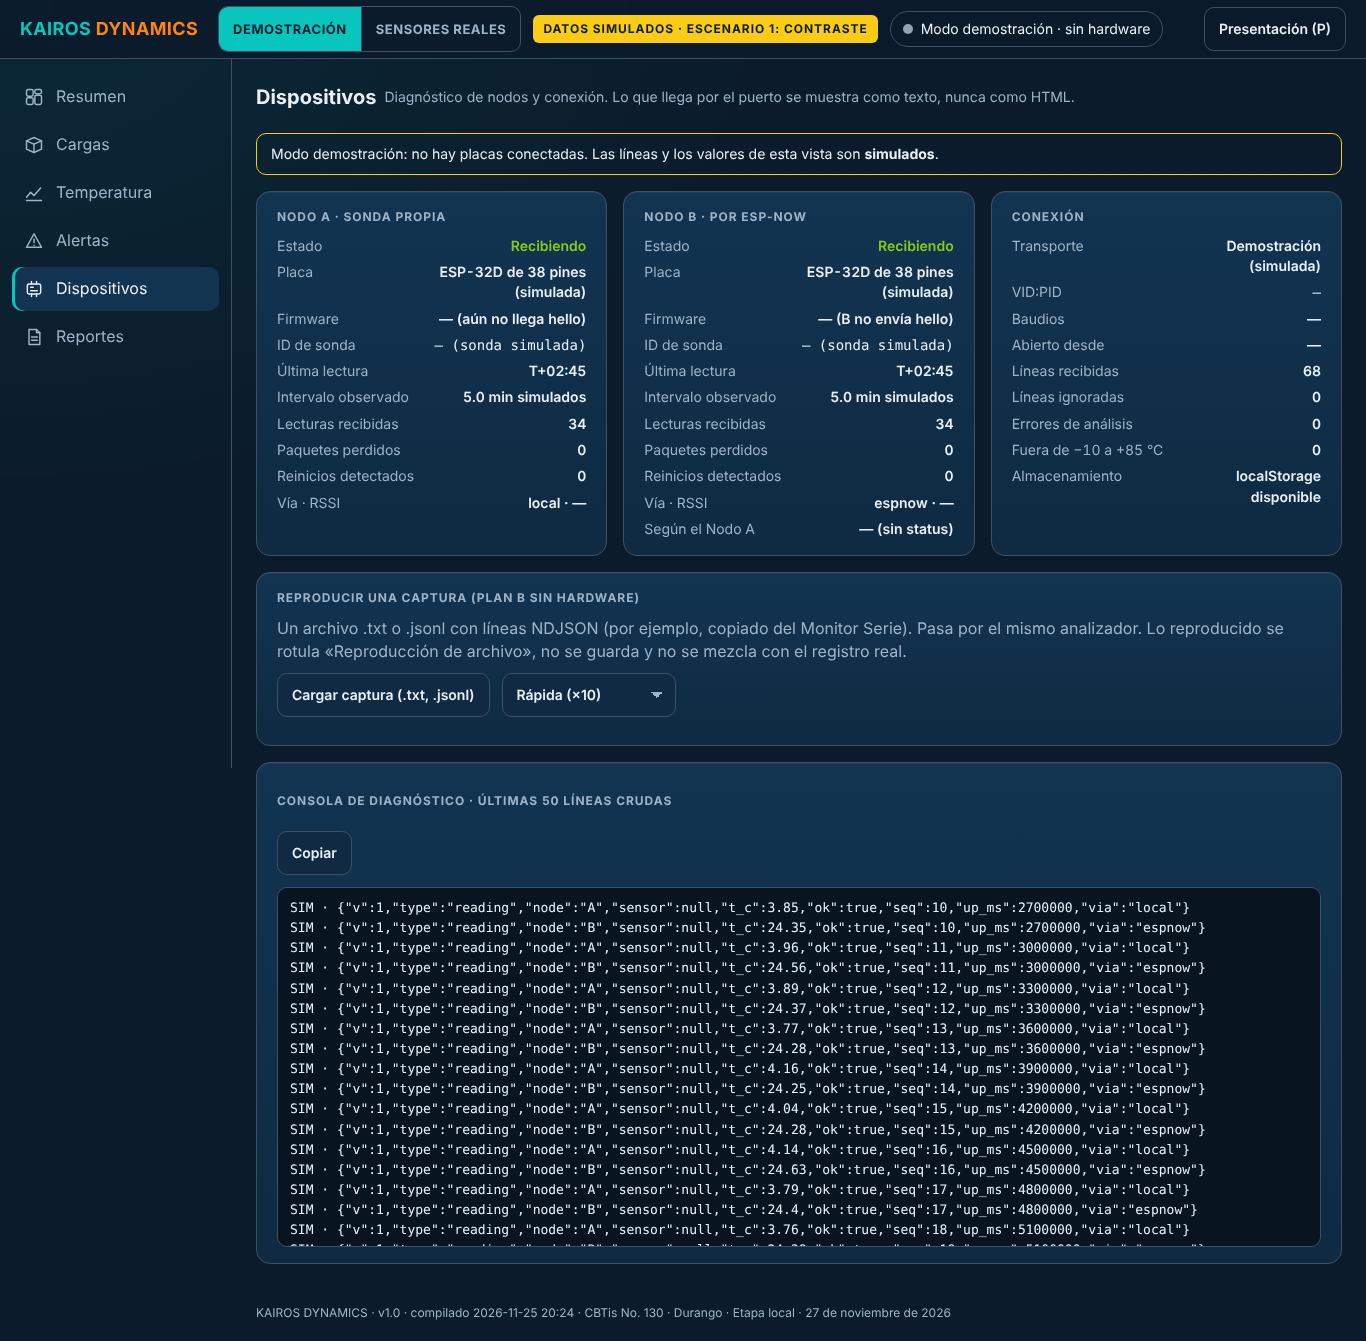 KAIROS DYNAMICS
DEMOSTRACIÓN
SENSORES REALES
DATOS SIMULADOS · ESCENARIO 1: CONTRASTE
Modo demostración · sin hardware
Presentación (P)
Resumen
Cargas
Temperatura
Alertas
Dispositivos
Reportes
Dispositivos Diagnóstico de nodos y conexión. Lo que llega por el puerto se muestra como texto, nunca como HTML.
Modo demostración: no hay placas conectadas. Las líneas y los valores de esta vista son simulados.
NODO A · SONDA PROPIA
Estado Recibiendo
Placa ESP-32D de 38 pines
(simulada)
Firmware — (aún no llega hello)
ID de sonda — (sonda simulada)
Última lectura T+02:45
Intervalo observado 5.0 min simulados
Lecturas recibidas 34
Paquetes perdidos 0
Reinicios detectados 0
Vía · RSSI local · —
NODO B · POR ESP-NOW
Estado Recibiendo
Placa ESP-32D de 38 pines
(simulada)
Firmware — (B no envía hello)
ID de sonda — (sonda simulada)
Última lectura T+02:45
Intervalo observado 5.0 min simulados
Lecturas recibidas 34
Paquetes perdidos 0
Reinicios detectados 0
Vía · RSSI espnow · —
Según el Nodo A — (sin status)
CONEXIÓN
Transporte Demostración
(simulada)
VID:PID —
Baudios —
Abierto desde —
Líneas recibidas 68
Líneas ignoradas 0
Errores de análisis 0
Fuera de −10 a +85 °C 0
Almacenamiento localStorage
disponible
REPRODUCIR UNA CAPTURA (PLAN B SIN HARDWARE)
Un archivo .txt o .jsonl con líneas NDJSON (por ejemplo, copiado del Monitor Serie). Pasa por el mismo analizador. Lo reproducido se
rotula «Reproducción de archivo», no se guarda y no se mezcla con el registro real.
Cargar captura (.txt, .jsonl)
Rápida (×10)
CONSOLA DE DIAGNÓSTICO · ÚLTIMAS 50 LÍNEAS CRUDAS
Copiar
SIM · {"v":1,"type":"reading","node":"A","sensor":null,"t_c":3.85,"ok":true,"seq":10,"up_ms":2700000,"via":"local"}
SIM · {"v":1,"type":"reading","node":"B","sensor":null,"t_c":24.35,"ok":true,"seq":10,"up_ms":2700000,"via":"espnow"}
SIM · {"v":1,"type":"reading","node":"A","sensor":null,"t_c":3.96,"ok":true,"seq":11,"up_ms":3000000,"via":"local"}
SIM · {"v":1,"type":"reading","node":"B","sensor":null,"t_c":24.56,"ok":true,"seq":11,"up_ms":3000000,"via":"espnow"}
SIM · {"v":1,"type":"reading","node":"A","sensor":null,"t_c":3.89,"ok":true,"seq":12,"up_ms":3300000,"via":"local"}
SIM · {"v":1,"type":"reading","node":"B","sensor":null,"t_c":24.37,"ok":true,"seq":12,"up_ms":3300000,"via":"espnow"}
SIM · {"v":1,"type":"reading","node":"A","sensor":null,"t_c":3.77,"ok":true,"seq":13,"up_ms":3600000,"via":"local"}
SIM · {"v":1,"type":"reading","node":"B","sensor":null,"t_c":24.28,"ok":true,"seq":13,"up_ms":3600000,"via":"espnow"}
SIM · {"v":1,"type":"reading","node":"A","sensor":null,"t_c":4.16,"ok":true,"seq":14,"up_ms":3900000,"via":"local"}
SIM · {"v":1,"type":"reading","node":"B","sensor":null,"t_c":24.25,"ok":true,"seq":14,"up_ms":3900000,"via":"espnow"}
SIM · {"v":1,"type":"reading","node":"A","sensor":null,"t_c":4.04,"ok":true,"seq":15,"up_ms":4200000,"via":"local"}
SIM · {"v":1,"type":"reading","node":"B","sensor":null,"t_c":24.28,"ok":true,"seq":15,"up_ms":4200000,"via":"espnow"}
SIM · {"v":1,"type":"reading","node":"A","sensor":null,"t_c":4.14,"ok":true,"seq":16,"up_ms":4500000,"via":"local"}
SIM · {"v":1,"type":"reading","node":"B","sensor":null,"t_c":24.63,"ok":true,"seq":16,"up_ms":4500000,"via":"espnow"}
SIM · {"v":1,"type":"reading","node":"A","sensor":null,"t_c":3.79,"ok":true,"seq":17,"up_ms":4800000,"via":"local"}
SIM · {"v":1,"type":"reading","node":"B","sensor":null,"t_c":24.4,"ok":true,"seq":17,"up_ms":4800000,"via":"espnow"}
SIM · {"v":1,"type":"reading","node":"A","sensor":null,"t_c":3.76,"ok":true,"seq":18,"up_ms":5100000,"via":"local"}
KAIROS DYNAMICS · v1.0 · compilado 2026-11-25 20:24 · CBTis No. 130 · Durango · Etapa local · 27 de noviembre de 2026